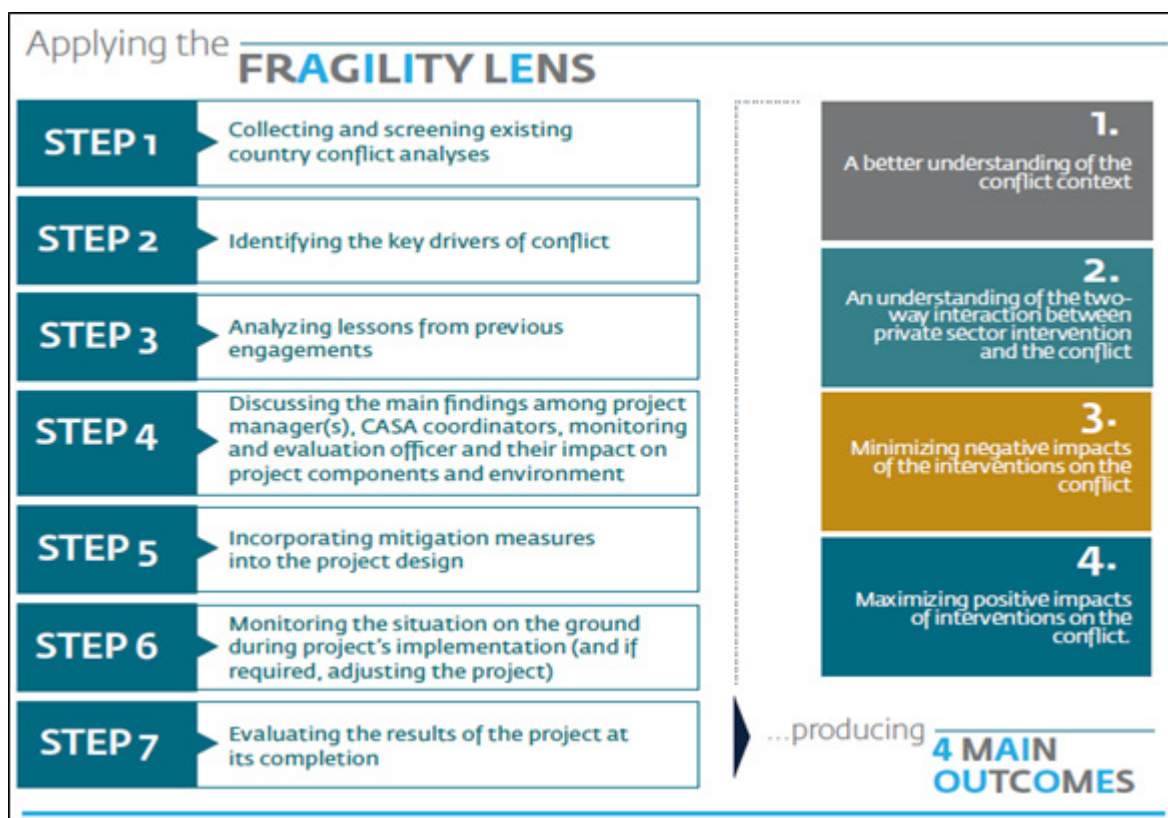 Applying the
FRAGILITY LENS
STEP 1
Collecting and screening existing
country conflict analyses
STEP 2
Identifying the key drivers of conflict
STEP 3
Analyzing lessons from previous
engagements
STEP 4
Discussing the main findings among project
manager(s), CASA coordinators, monitoring
and evaluation officer and their impact on
project components and environment
STEP 5
Incorporating mitigation measures
into the project design
STEP 6
Monitoring the situation on the ground
during project's implementation (and if
required, adjusting the project)
STEP 7
Evaluating the results of the project at
its completion
1.
A better understanding of the
conflict context
2.
An understanding of the two-
way interaction between
private sector intervention
and the conflict
3.
Minimizing negative impacts
of the interventions on the
conflict
4.
Maximizing positive impacts
of interventions on the
conflict.
...producing
4 MAIN
OUTCOMES